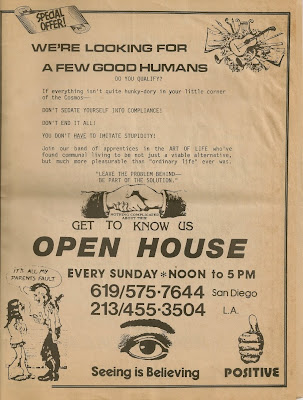 SPECIAL
OFFER!
WE'RE LOOKING FOR
A FEW GOOD HUMANS
DO YOU QUALIFY?
If everything isn't quite hunky-dory in your little corner
of the Cosmos--
DON'T SEDATE YOURSELF INTO COMPLIANCE!
DON'T END IT ALL!
YOU DON'T HAVE TO IMITATE STUPIDITY!
Join our band of apprentices in the ART OF LIFE who've
found communal living to be not just a viable alternative,
but much more pleasurable than "ordinary life" ever was.
"LEAVE THE PROBLEM BEHIND--
BE PART OF THE SOLUTION."
NOTHING COMPLICATED
ABOUT THIS
GET TO KNOW US
OPEN HOUSE
EVERY SUNDAY * NOON to 5 PM
619/575-7644 San Diego
213/455-3504 L.A.
IT'S ALL MY
PARENTS FAULT
Seeing is Believing
POSITIVE